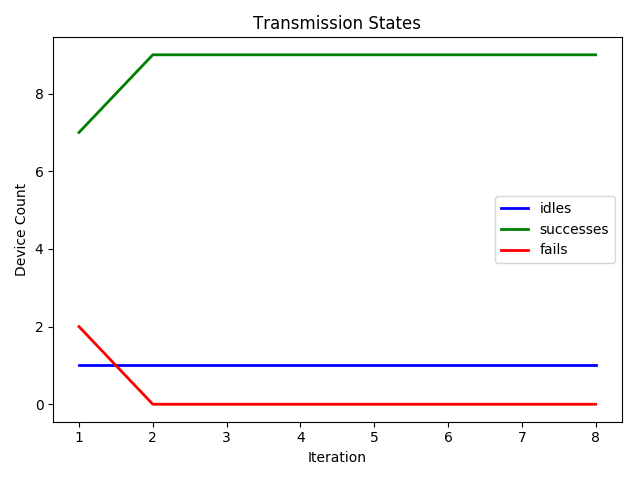 Transmission States
Device Count
8
6
4
2
0
idles
successes
fails
1 2 3 4 5 6 7 8
Iteration